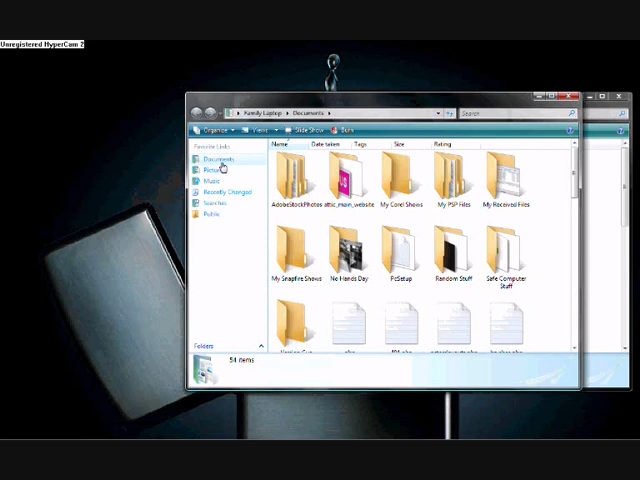 Unregistered HyperCam 2
Family Laptop Documents Search
Organize Views Slide Show Burn
Favorite Links
Documents
Pictu
Music
Recently Changed
Searches
Public
Folders
Name Date taken Tags Size Rating
AdobeStockPhotos attic_main_website My Corel Shows My PSP Files My Received Files
My Snapfire Shows No Hands Day PcSetup Random Stuff Safe Computer
Stuff
54 items